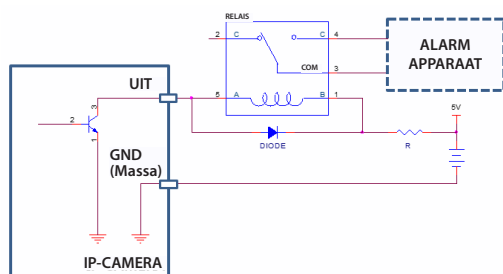 RELAIS
2 C C 4
COM 3
ALARM
APPARAAT
UIT
5 A B 1
3
2
1
DIODE
R
5V
GND
(Massa)
IP-CAMERA